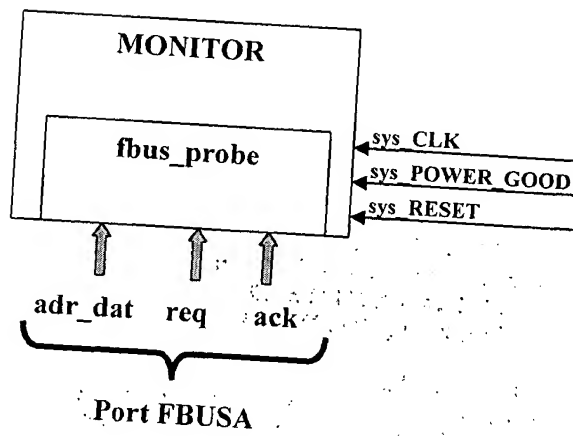 MONITOR
fbus_probe
sys_CLK
sys_POWER_GOOD
sys_RESET
adr_dat req ack
Port FBUSA